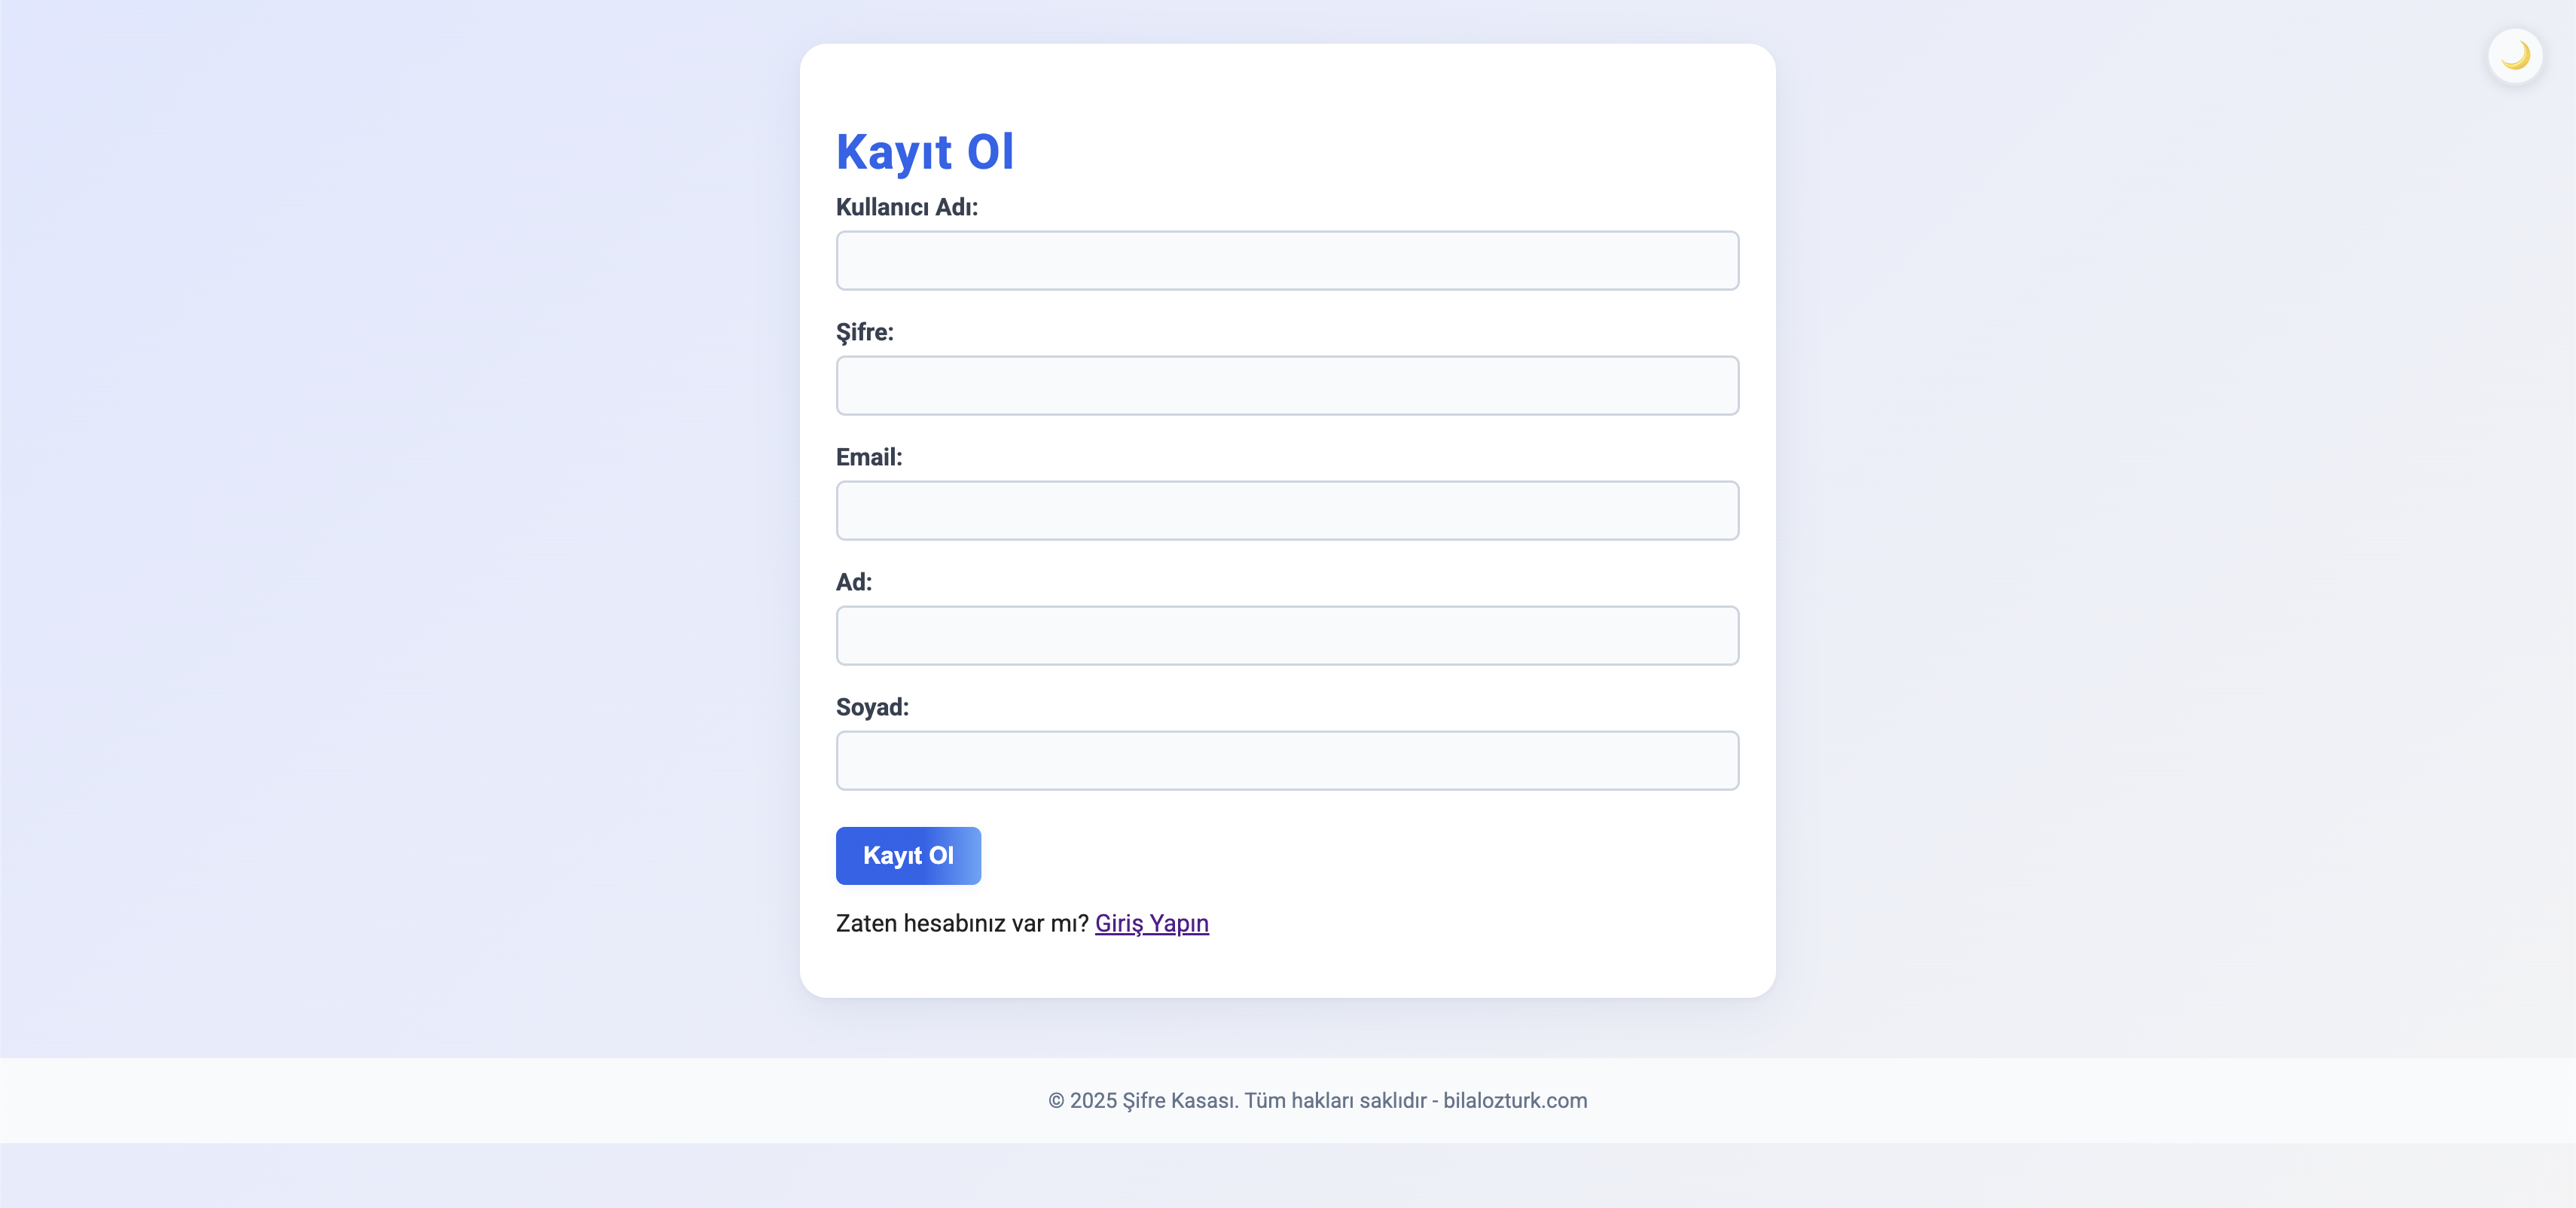 Kayıt Ol
Kullanıcı Adı:
Şifre:
Email:
Ad:
Soyad:
Kayıt Ol
Zaten hesabınız var mı? Giriş Yapın
© 2025 Şifre Kasası. Tüm hakları saklıdır - bilalozturk.com